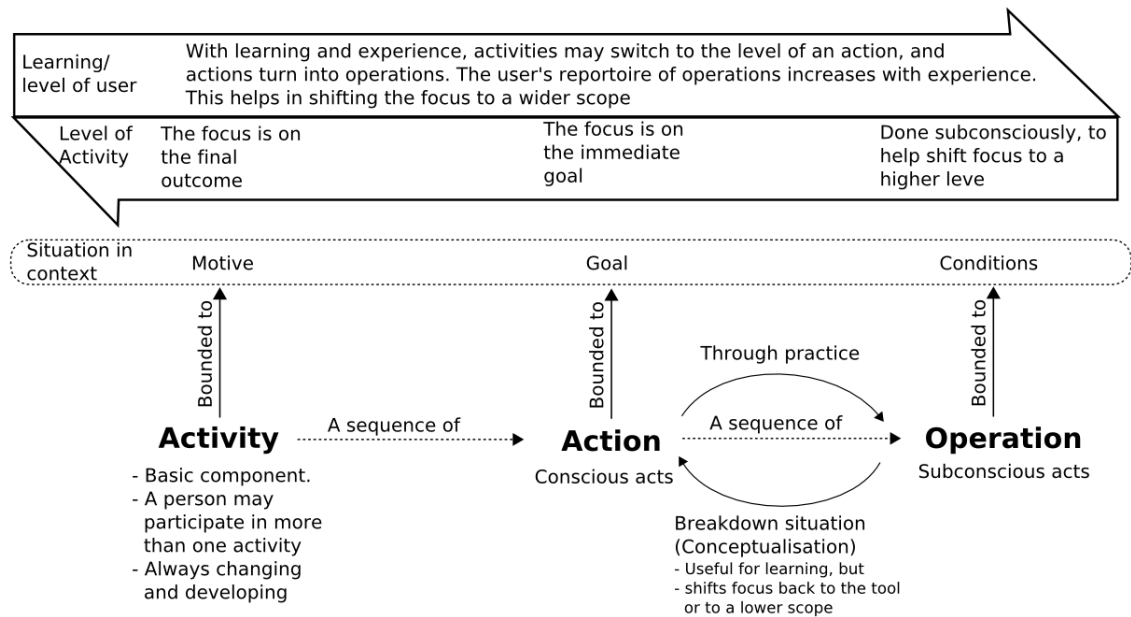 Learning/
level of user
With learning and experience, activities may switch to the level of an action, and
actions turn into operations. The user's reportoire of operations increases with experience.
This helps in shifting the focus to a wider scope
Level of
Activity
The focus is on
the final
outcome
The focus is on
the immediate
goal
Done subconsciously, to
help shift focus to a
higher leve
Situation in
context
Motive
Goal
Conditions
Bounded to
Bounded to
Bounded to
Through practice
Activity
A sequence of
Action
A sequence of
Operation
- Basic component.
- A person may
participate in more
than one activity
- Always changing
and developing
Conscious acts
Subconscious acts
Breakdown situation
(Conceptualisation)
- Useful for learning, but
- shifts focus back to the tool
or to a lower scope